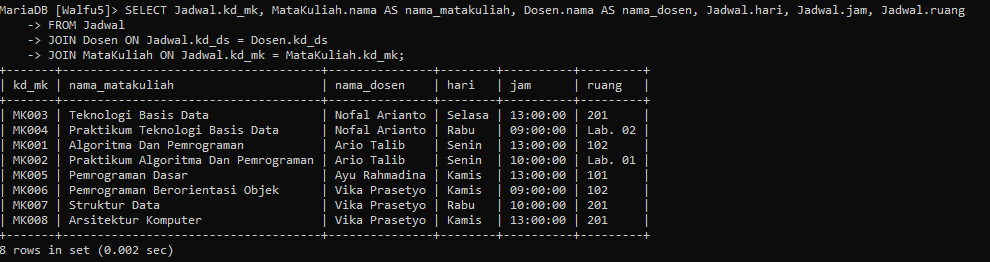 MariaDB [Walfu5]> SELECT Jadwal.kd_mk, MataKuliah.nama AS nama_matakuliah, Dosen.nama AS nama_dosen, Jadwal.hari, Jadwal.jam, Jadwal.ruang
    -> FROM Jadwal
    -> JOIN Dosen ON Jadwal.kd_ds = Dosen.kd_ds
    -> JOIN MataKuliah ON Jadwal.kd_mk = MataKuliah.kd_mk;
+-------+-----------------------------------+---------------+--------+----------+---------+
| kd_mk | nama_matakuliah                   | nama_dosen    | hari   | jam      | ruang   |
+-------+-----------------------------------+---------------+--------+----------+---------+
| MK003 | Teknologi Basis Data              | Nofal Arianto | Selasa | 13:00:00 | 201     |
| MK004 | Praktikum Teknologi Basis Data    | Nofal Arianto | Rabu   | 09:00:00 | Lab. 02 |
| MK001 | Algoritma Dan Pemrograman         | Ario Talib    | Senin  | 13:00:00 | 102     |
| MK002 | Praktikum Algoritma Dan Pemrograman | Ario Talib    | Senin  | 10:00:00 | Lab. 01 |
| MK005 | Pemrograman Dasar                 | Ayu Rahmadina | Kamis  | 13:00:00 | 101     |
| MK006 | Pemrograman Berorientasi Objek    | Vika Prasetyo | Kamis  | 09:00:00 | 102     |
| MK007 | Struktur Data                     | Vika Prasetyo | Rabu   | 10:00:00 | 201     |
| MK008 | Arsitektur Komputer               | Vika Prasetyo | Kamis  | 13:00:00 | 201     |
+-------+-----------------------------------+---------------+--------+----------+---------+
8 rows in set (0.002 sec)